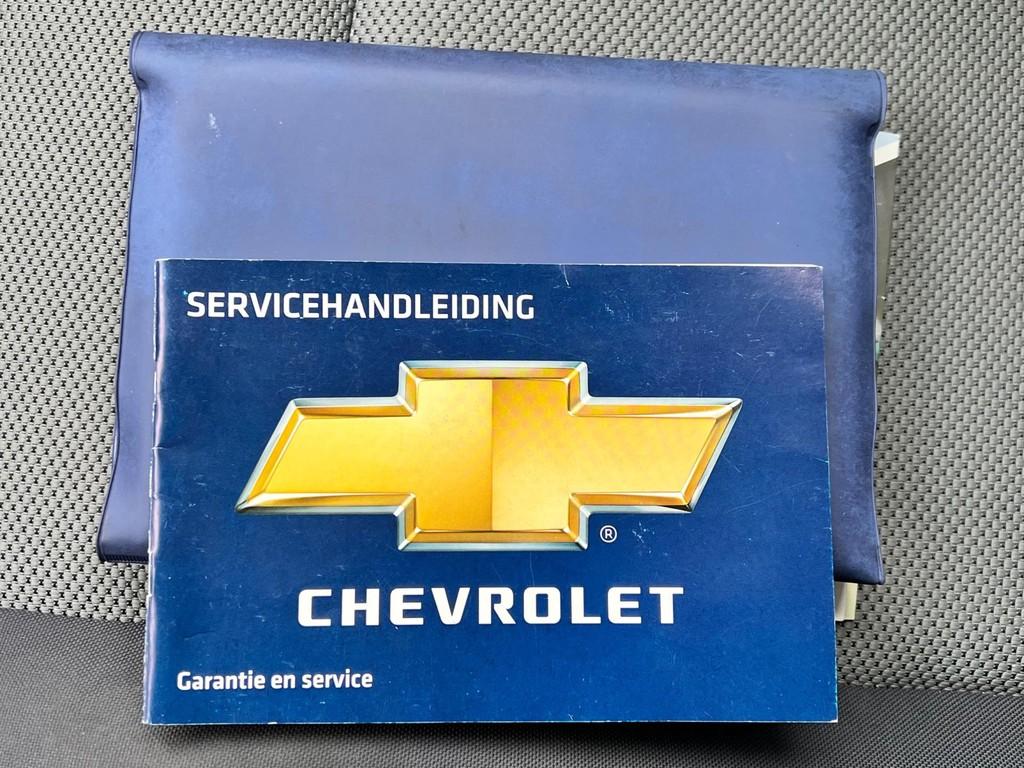 SERVICEHANDLEIDING
®
CHEVROLET
Garantie en service